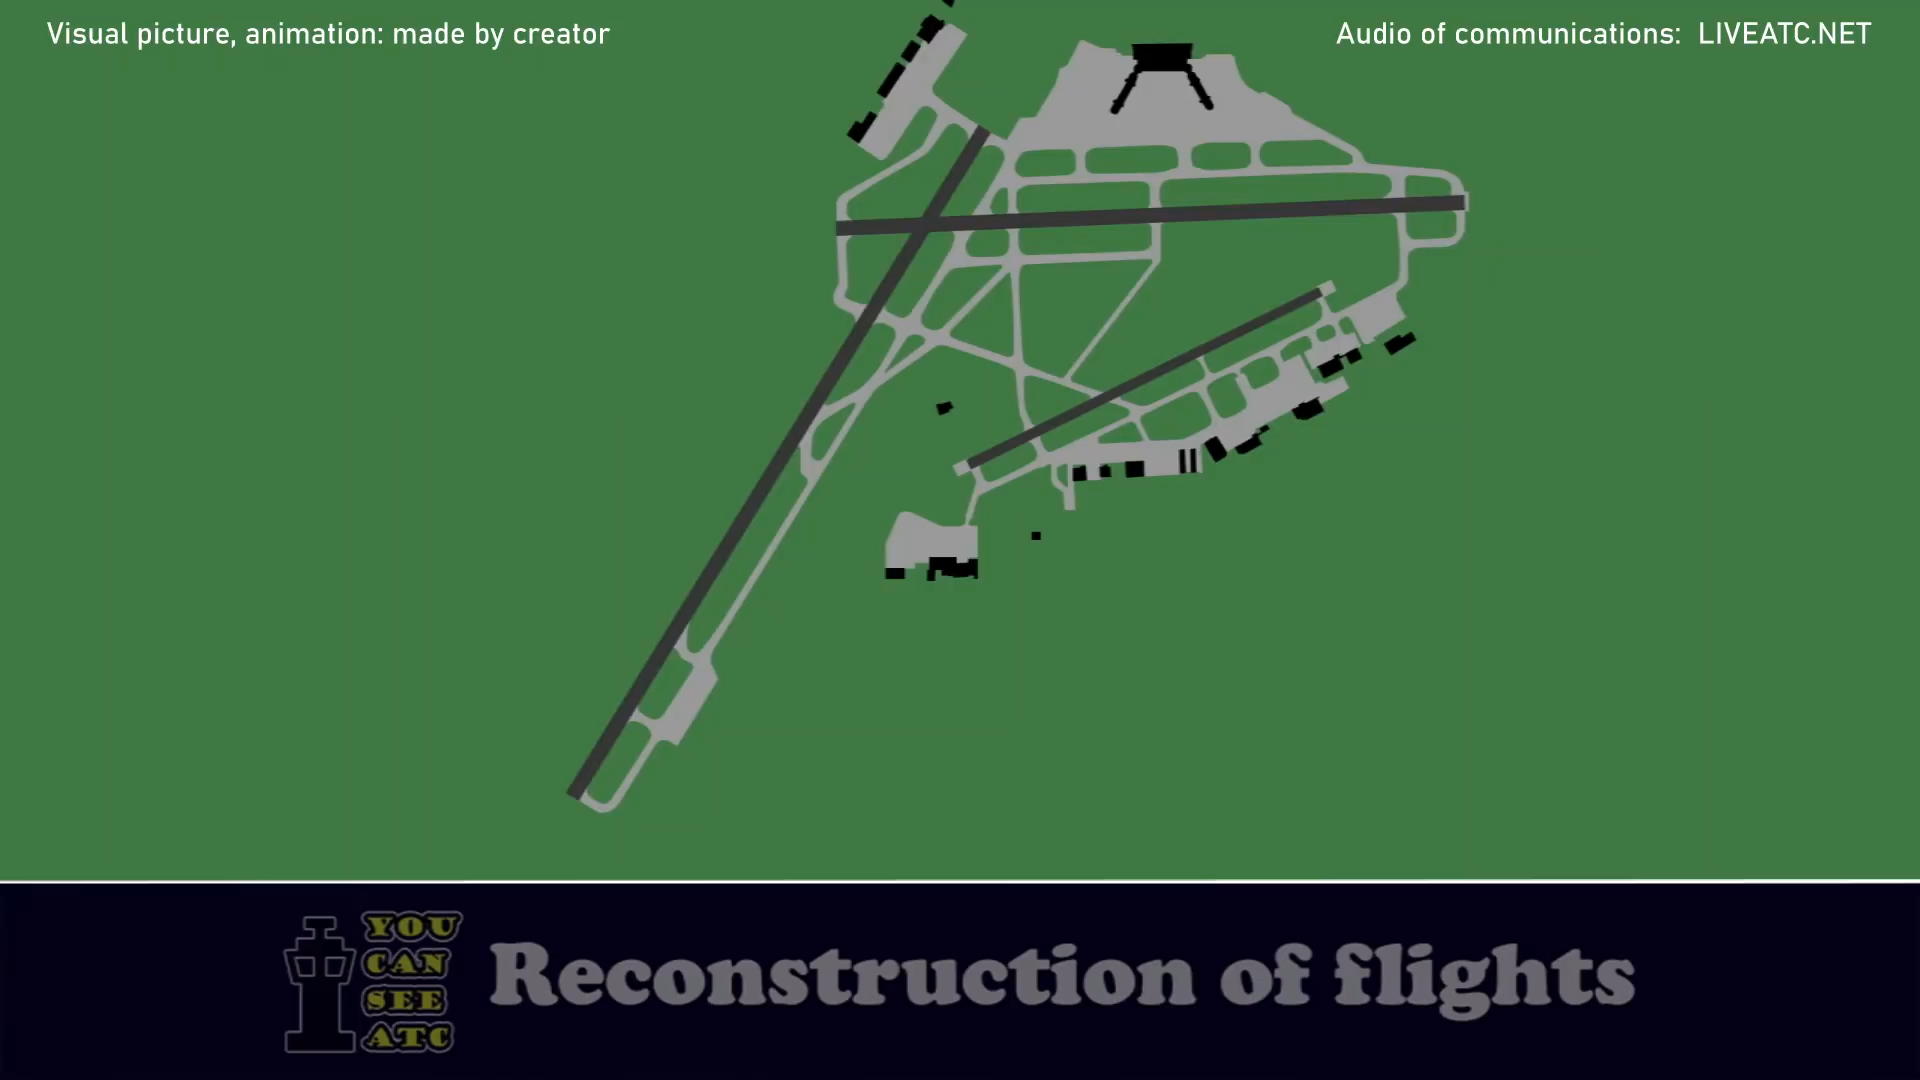 Visual picture, animation: made by creator
Audio of communications: LIVEATC.NET
YOU
CAN
SEE
ATC
Reconstruction of flights